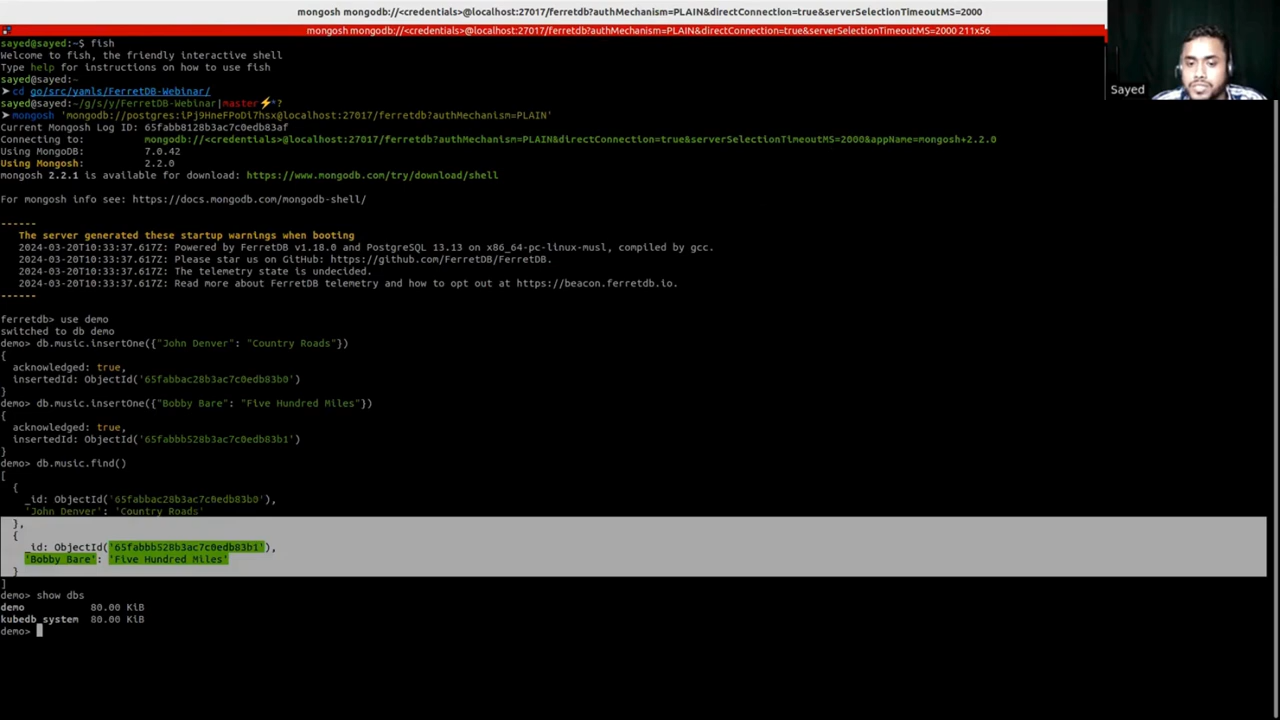 mongosh mongodb://<credentials>@localhost:27017/ferretdb?authMechanism=PLAIN&directConnection=true&serverSelectionTimeoutMS=2000
mongosh mongodb://<credentials>@localhost:27017/ferretdb?authMechanism=PLAIN&directConnection=true&serverSelectionTimeoutMS=2000 211x56
sayed@sayed:~$ fish
Welcome to fish, the friendly interactive shell
Type help for instructions on how to use fish
sayed@sayed:~
➤ cd go/src/yamls/FerretDB-Webinar/
sayed@sayed:~/g/s/y/FerretDB-Webinar|master⚡*?
➤ mongosh 'mongodb://postgres:iPj9HneFPoDi7hsx@localhost:27017/ferretdb?authMechanism=PLAIN'
Current Mongosh Log ID: 65fabb8128b3ac7c0edb83af
Connecting to: mongodb://<credentials>@localhost:27017/ferretdb?authMechanism=PLAIN&directConnection=true&serverSelectionTimeoutMS=2000&appName=mongosh+2.2.0
Using MongoDB: 7.0.42
Using Mongosh: 2.2.0
mongosh 2.2.1 is available for download: https://www.mongodb.com/try/download/shell
For mongosh info see: https://docs.mongodb.com/mongodb-shell/
------
The server generated these startup warnings when booting
2024-03-20T10:33:37.617Z: Powered by FerretDB v1.18.0 and PostgreSQL 13.13 on x86_64-pc-linux-musl, compiled by gcc.
2024-03-20T10:33:37.617Z: Please star us on GitHub: https://github.com/FerretDB/FerretDB.
2024-03-20T10:33:37.617Z: The telemetry state is undecided.
2024-03-20T10:33:37.617Z: Read more about FerretDB telemetry and how to opt out at https://beacon.ferretdb.io.
------
ferretdb> use demo
switched to db demo
demo> db.music.insertOne({"John Denver": "Country Roads"})
{
acknowledged: true,
insertedId: ObjectId('65fabbac28b3ac7c0edb83b0')
}
demo> db.music.insertOne({"Bobby Bare": "Five Hundred Miles"})
{
acknowledged: true,
insertedId: ObjectId('65fabbb528b3ac7c0edb83b1')
}
demo> db.music.find()
[
{
_id: ObjectId('65fabbac28b3ac7c0edb83b0'),
'John Denver': 'Country Roads'
},
{
_id: ObjectId('65fabbb528b3ac7c0edb83b1'),
'Bobby Bare': 'Five Hundred Miles'
}
]
demo> show dbs
demo 80.00 KiB
kubedb_system 80.00 KiB
demo>
Sayed